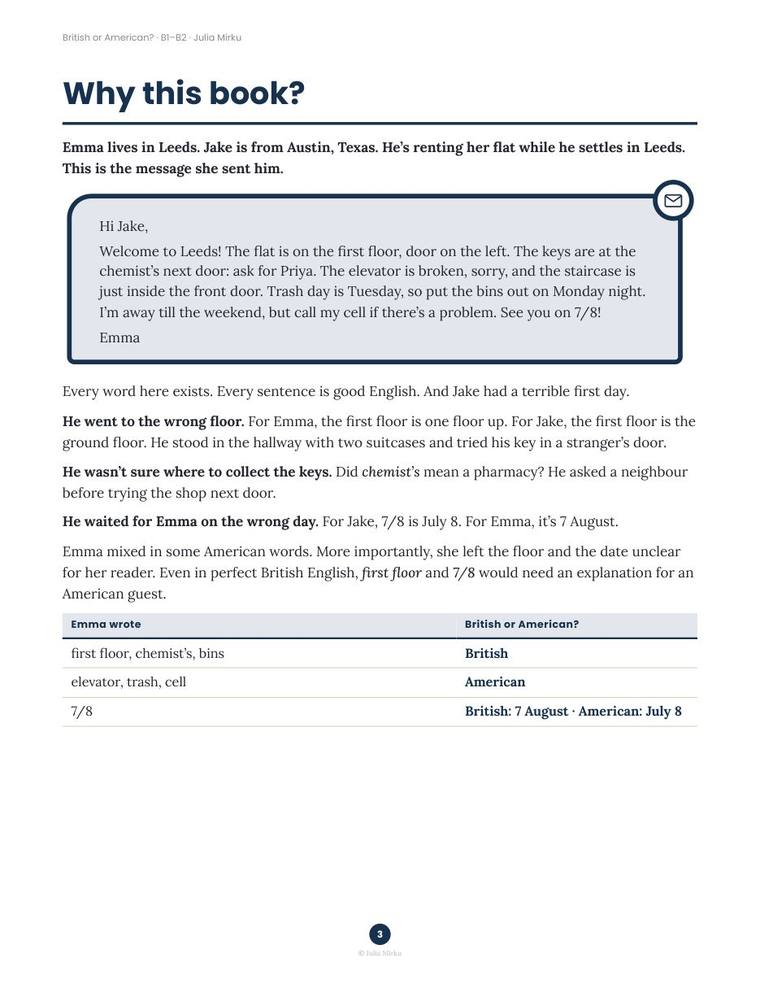 British or American? · B1–B2 · Julia Mirku
Why this book?
Emma lives in Leeds. Jake is from Austin, Texas. He's renting her flat while he settles in Leeds.
This is the message she sent him.
Hi Jake,
Welcome to Leeds! The flat is on the first floor, door on the left. The keys are at the
chemist's next door: ask for Priya. The elevator is broken, sorry, and the staircase is
just inside the front door. Trash day is Tuesday, so put the bins out on Monday night.
I'm away till the weekend, but call my cell if there's a problem. See you on 7/8!
Emma
Every word here exists. Every sentence is good English. And Jake had a terrible first day.
He went to the wrong floor. For Emma, the first floor is one floor up. For Jake, the first floor is the
ground floor. He stood in the hallway with two suitcases and tried his key in a stranger's door.
He wasn't sure where to collect the keys. Did chemist's mean a pharmacy? He asked a neighbour
before trying the shop next door.
He waited for Emma on the wrong day. For Jake, 7/8 is July 8. For Emma, it's 7 August.
Emma mixed in some American words. More importantly, she left the floor and the date unclear
for her reader. Even in perfect British English, first floor and 7/8 would need an explanation for an
American guest.
Emma wrote British or American?
first floor, chemist's, bins British
elevator, trash, cell American
7/8 British: 7 August · American: July 8
3
© Julia Mirku